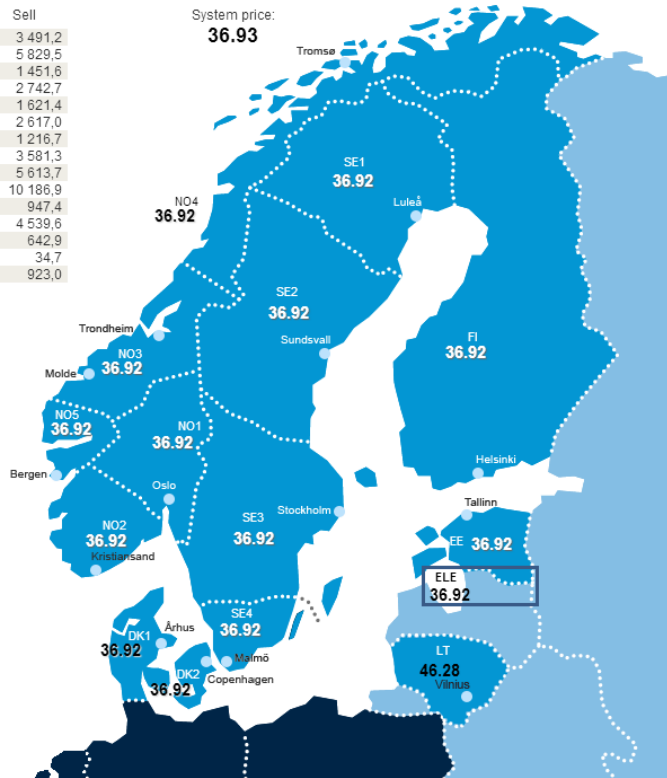 Sell
3 491,2
5 829,5
1 451,6
2 742,7
1 621,4
2 617,0
1 216,7
3 581,3
5 613,7
10 186,9
947,4
4 539,6
642,9
34,7
923,0
System price:
36.93
Tromsø
SE1
36.92
NO4
36.92
Luleå
SE2
36.92
Trondheim
Sundsvall
FI
36.92
NO3
36.92
Molde
NO5
36.92
NO1
36.92
Bergen
Helsinki
Oslo
Tallinn
Stockholm
SE3
36.92
NO2
36.92
EE 36.92
Kristiansand
ELE
36.92
SE4
36.92
Århus
DK1
36.92
LT
46.28
Vilnius
Malmö
DK2
36.92
Copenhagen